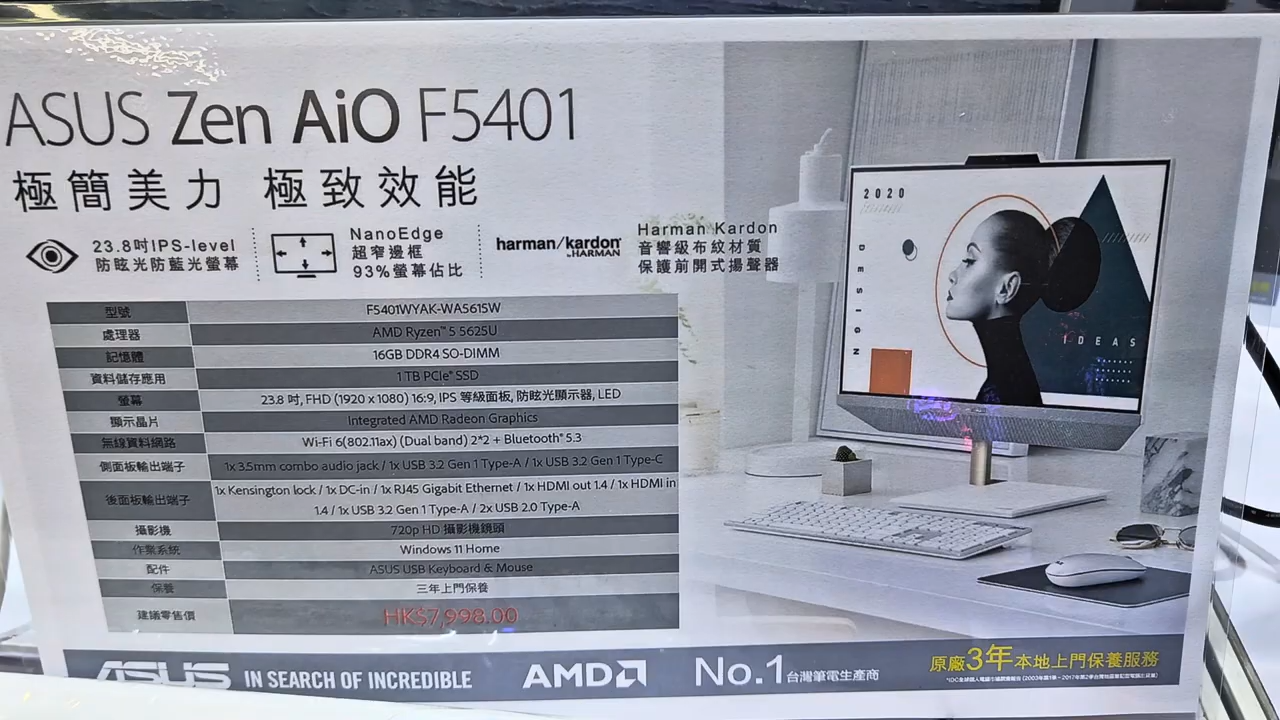 ASUS Zen AiO F5401
極簡美力 極致效能
23.8吋IPS-level
防眩光防藍光螢幕
NanoEdge
超窄邊框
93%螢幕佔比
harman/kardon
by HARMAN
Harman Kardon
音響級布紋材質
保護前開式揚聲器
型號 F5401WYAK-WA561SW
處理器 AMD Ryzen™ 5 5625U
記憶體 16GB DDR4 SO-DIMM
資料儲存應用 1 TB PCIe® SSD
螢幕 23.8 吋, FHD (1920 x 1080) 16:9, IPS 等級面板, 防眩光顯示器, LED
顯示晶片 Integrated AMD Radeon Graphics
無線資料網路 Wi-Fi 6(802.11ax) (Dual band) 2*2 + Bluetooth® 5.3
側面板輸出端子 1x 3.5mm combo audio jack / 1x USB 3.2 Gen 1 Type-A / 1x USB 3.2 Gen 1 Type-C
後面板輸出端子 1x Kensington lock / 1x DC-in / 1x RJ45 Gigabit Ethernet / 1x HDMI out 1.4 / 1x HDMI in
1.4 / 1x USB 3.2 Gen 1 Type-A / 2x USB 2.0 Type-A
攝影機 720p HD 攝影機鏡頭
作業系統 Windows 11 Home
配件 ASUS USB Keyboard & Mouse
保養 三年上門保養
建議零售價 HK$7,998.00
2020
DESIGN
IDEAS
ASUS IN SEARCH OF INCREDIBLE
AMD
No.1台灣筆電生產商
原廠3年本地上門保養服務